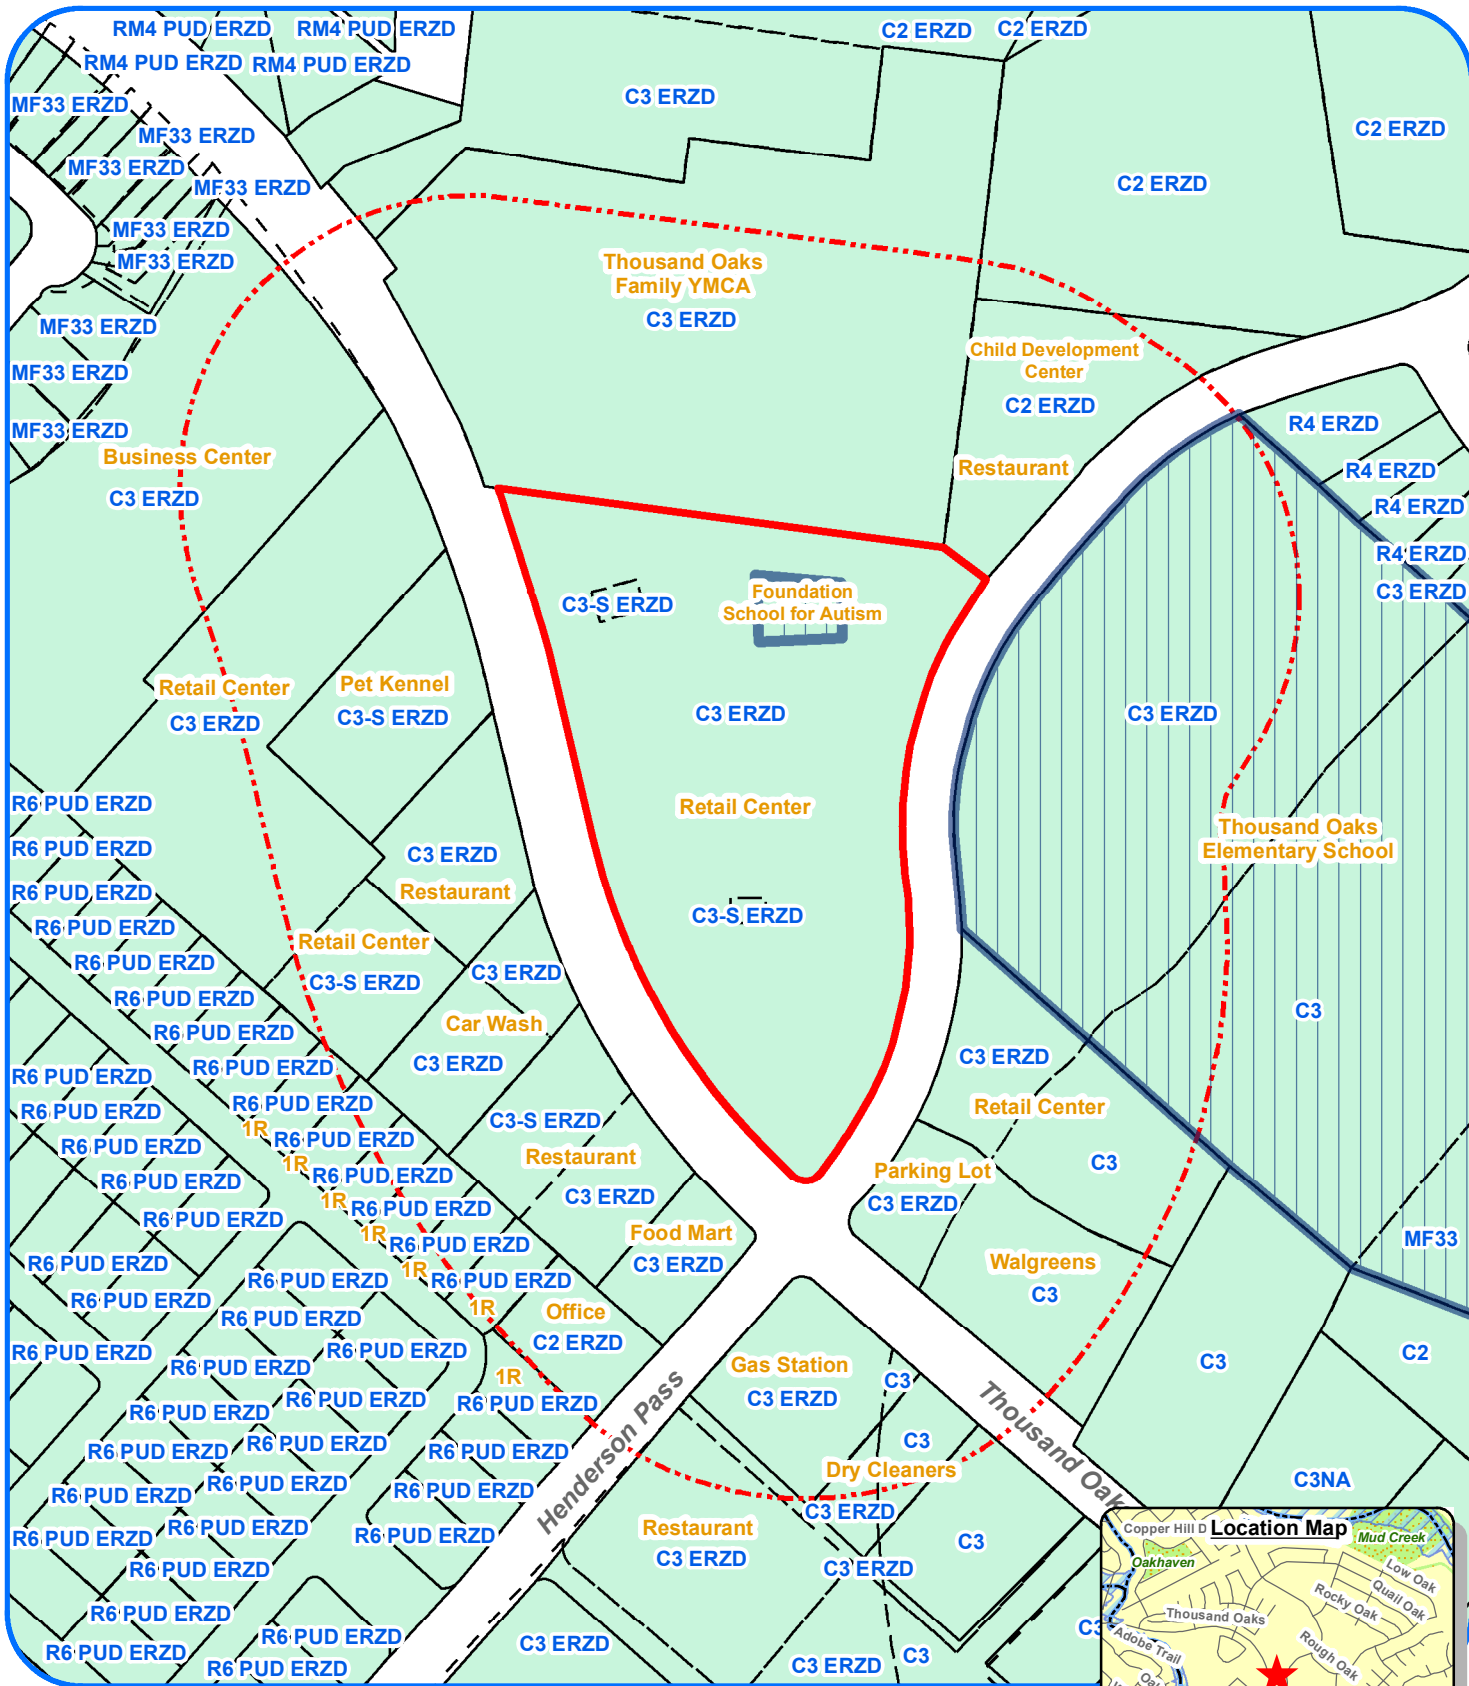 RM4 PUD ERZD RM4 PUD ERZD
C2 ERZD C2 ERZD
RM4 PUD ERZD RM4 PUD ERZD
C3 ERZD
MF33 ERZD
MF33 ERZD
C2 ERZD
MF33 ERZD
MF33 ERZD
C2 ERZD
MF33 ERZD
MF33 ERZD
Thousand Oaks
Family YMCA
C3 ERZD
MF33 ERZD
MF33 ERZD
MF33 ERZD
Child Development
Center
C2 ERZD
R4 ERZD
Business Center
C3 ERZD
Restaurant
R4 ERZD
R4 ERZD
R4 ERZD
C3 ERZD
C3-S ERZD
Foundation
School for Autism
Retail Center
C3 ERZD
Pet Kennel
C3-S ERZD
C3 ERZD
C3 ERZD
Retail Center
Thousand Oaks
Elementary School
R6 PUD ERZD
R6 PUD ERZD
R6 PUD ERZD
C3 ERZD
Restaurant
C3-S ERZD
R6 PUD ERZD
R6 PUD ERZD
Retail Center
C3-S ERZD
C3 ERZD
R6 PUD ERZD
C3
R6 PUD ERZD
Car Wash
C3 ERZD
C3 ERZD
R6 PUD ERZD
R6 PUD ERZD
R6 PUD ERZD
R6 PUD ERZD
Retail Center
C3-S ERZD
1R
R6 PUD ERZD
R6 PUD ERZD
Restaurant
C3 ERZD
1R
R6 PUD ERZD
R6 PUD ERZD
Parking Lot
C3 ERZD
C3
1R
R6 PUD ERZD
R6 PUD ERZD
1R
R6 PUD ERZD
Food Mart
C3 ERZD
MF33
R6 PUD ERZD
1R
R6 PUD ERZD
Walgreens
C3
R6 PUD ERZD
R6 PUD ERZD
1R
Office
C2 ERZD
R6 PUD ERZD
R6 PUD ERZD
R6 PUD ERZD
R6 PUD ERZD
1R
R6 PUD ERZD
Gas Station
C3 ERZD
C3
C3
C2
R6 PUD ERZD
R6 PUD ERZD
Henderson Pass
Thousand Oak
R6 PUD ERZD
R6 PUD ERZD
R6 PUD ERZD
C3
Dry Cleaners
C3 ERZD
R6 PUD ERZD
R6 PUD ERZD
R6 PUD ERZD
C3NA
R6 PUD ERZD
R6 PUD ERZD
R6 PUD ERZD
Restaurant
C3 ERZD
C3
C3 ERZD
R6 PUD ERZD
R6 PUD ERZD
R6 PUD ERZD
R6 PUD ERZD
R6 PUD ERZD
C3 ERZD
C3 ERZD
C3
C3
Location Map
Copper Hill D
Mud Creek
Oakhaven
Low Oak
Quail Oak
Rocky Oak
Thousand Oaks
Adobe Trail
Rough Oak